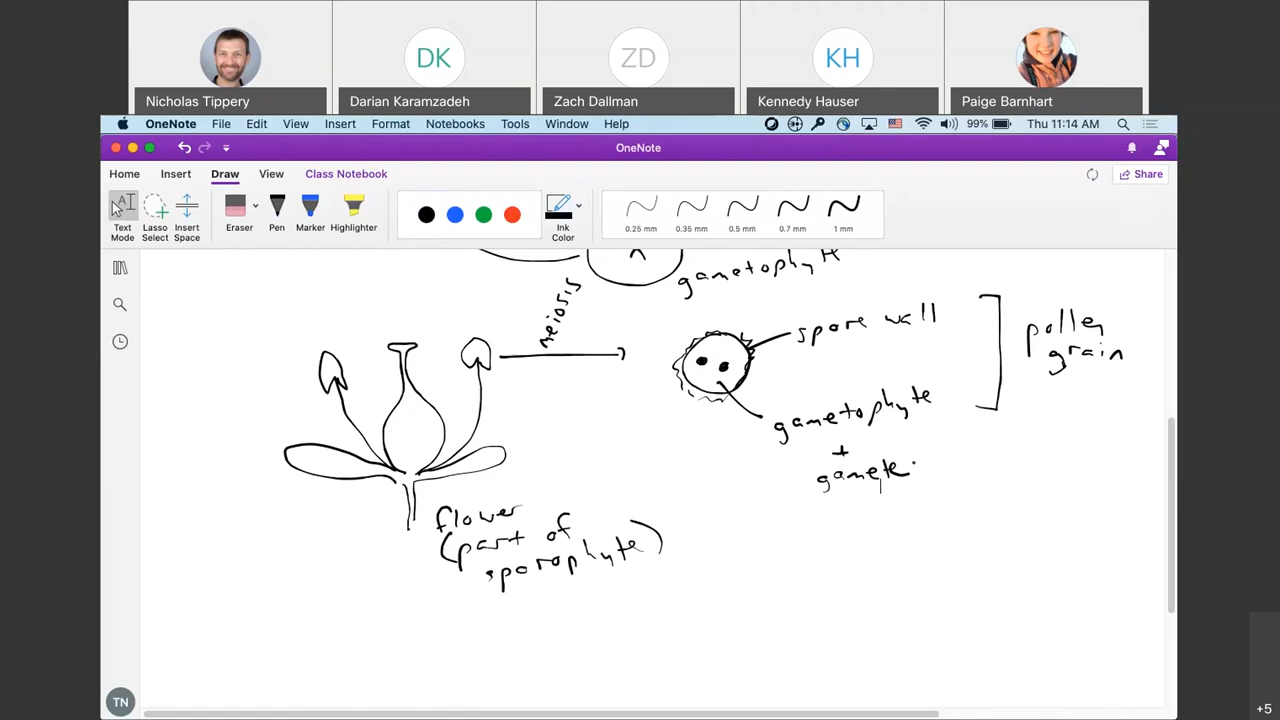 DK
ZD
KH
Nicholas Tippery
Darian Karamzadeh
Zach Dallman
Kennedy Hauser
Paige Barnhart
OneNote File Edit View Insert Format Notebooks Tools Window Help
99% Thu 11:14 AM
OneNote
Home Insert Draw View Class Notebook
Share
Text Mode
Lasso Select
Insert Space
Eraser
Pen
Marker
Highlighter
Ink Color
0.25 mm
0.35 mm
0.5 mm
0.7 mm
1 mm
gametophyte
meiosis
spore wall
pollen
grain
gametophyte
+
gamete
flower
(part of
sporophyte)
TN
+5